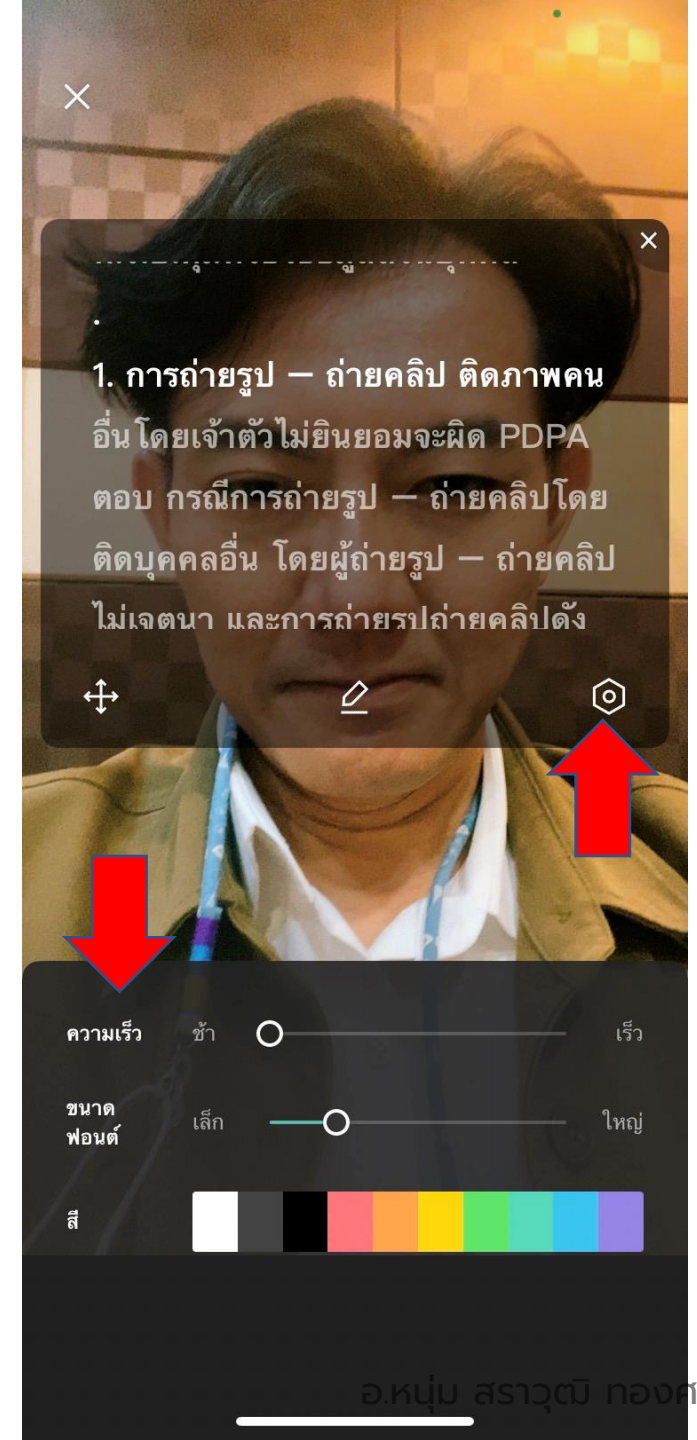 .
1. การถ่ายรูป – ถ่ายคลิป ติดภาพคน
อื่นโดยเจ้าตัวไม่ยินยอมจะผิด PDPA
ตอบ กรณีการถ่ายรูป – ถ่ายคลิปโดย
ติดบุคคลอื่น โดยผู้ถ่ายรูป – ถ่ายคลิป
ไม่เจตนา และการถ่ายรูปถ่ายคลิปดัง
ความเร็ว ช้า เร็ว
ขนาด
ฟอนต์ เล็ก ใหญ่
สี
อ.หนุ่ม สราวุฒิ ทองศ